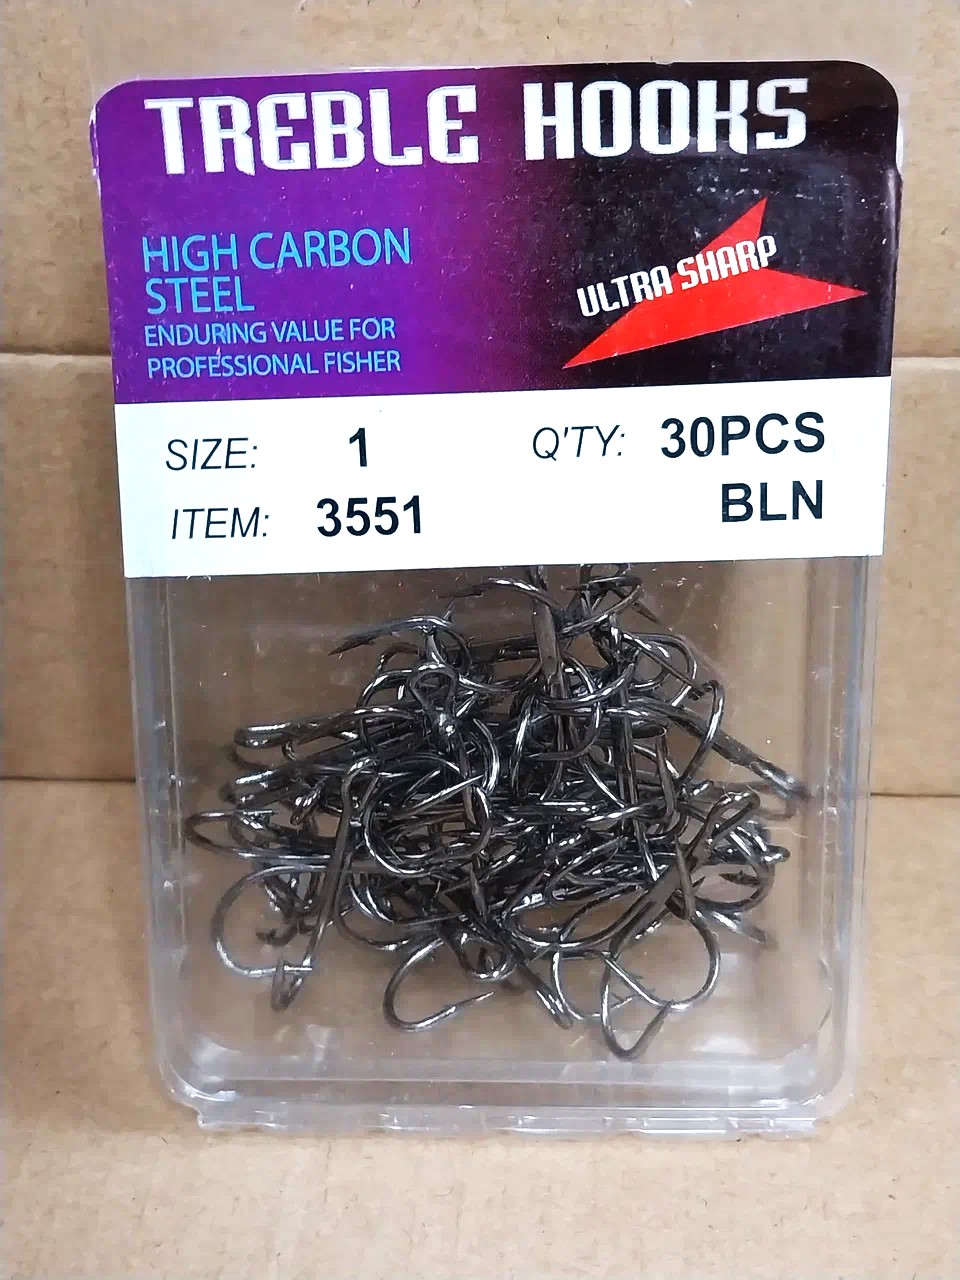 TREBLE HOOKS
HIGH CARBON
STEEL
ENDURING VALUE FOR
PROFESSIONAL FISHER
ULTRA SHARP
SIZE: 1 Q'TY: 30PCS
ITEM: 3551 BLN